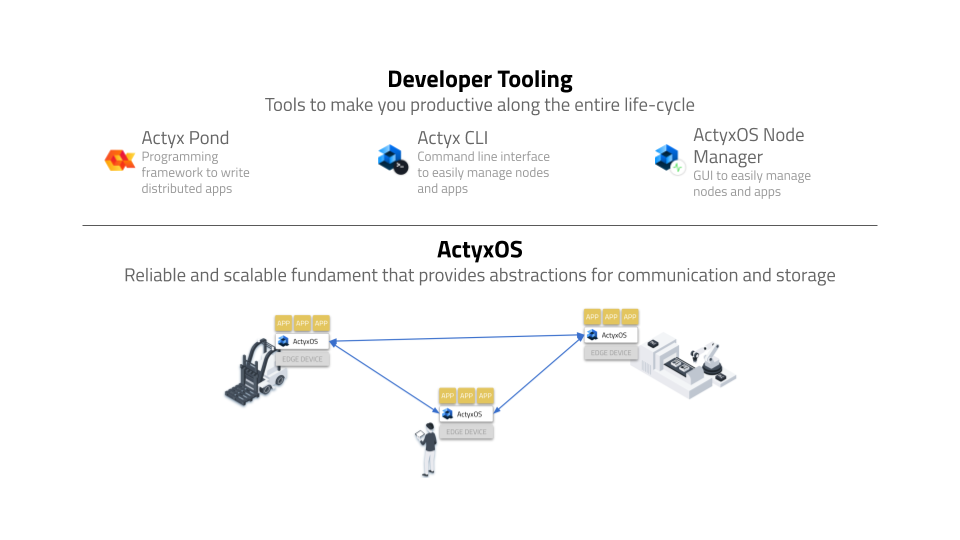 Developer Tooling
Tools to make you productive along the entire life-cycle
Actyx Pond
Programming
framework to write
distributed apps
Actyx CLI
Command line interface
to easily manage nodes
and apps
ActyxOS Node
Manager
GUI to easily manage
nodes and apps
ActyxOS
Reliable and scalable fundament that provides abstractions for communication and storage
APP APP APP
ActyxOS
EDGE DEVICE
APP APP APP
ActyxOS
EDGE DEVICE
APP APP APP
ActyxOS
EDGE DEVICE